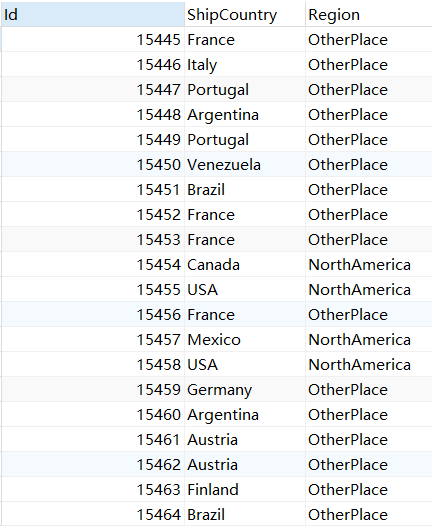 Id ShipCountry Region
15445 France OtherPlace
15446 Italy OtherPlace
15447 Portugal OtherPlace
15448 Argentina OtherPlace
15449 Portugal OtherPlace
15450 Venezuela OtherPlace
15451 Brazil OtherPlace
15452 France OtherPlace
15453 France OtherPlace
15454 Canada NorthAmerica
15455 USA NorthAmerica
15456 France OtherPlace
15457 Mexico NorthAmerica
15458 USA NorthAmerica
15459 Germany OtherPlace
15460 Argentina OtherPlace
15461 Austria OtherPlace
15462 Austria OtherPlace
15463 Finland OtherPlace
15464 Brazil OtherPlace